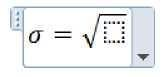 σ = √